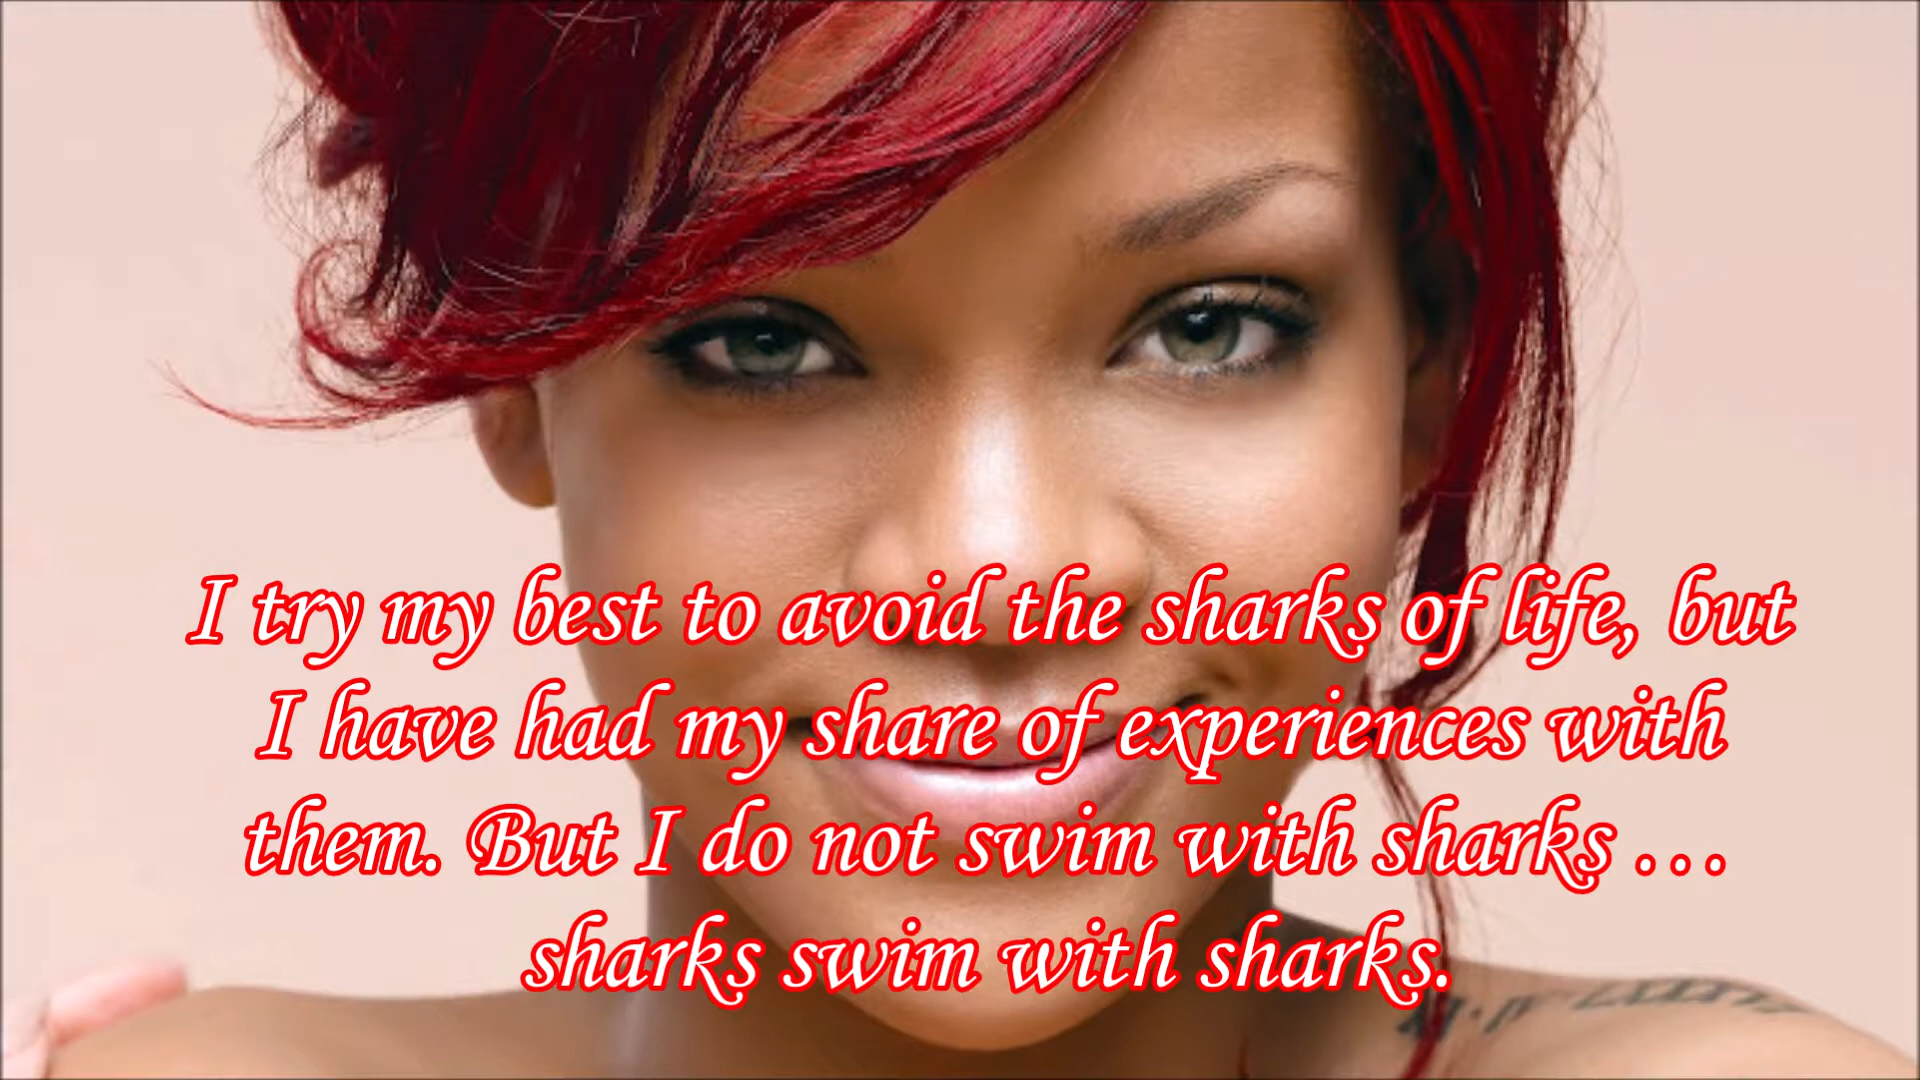 I try my best to avoid the sharks of life, but
I have had my share of experiences with
them. But I do not swim with sharks …
sharks swim with sharks.